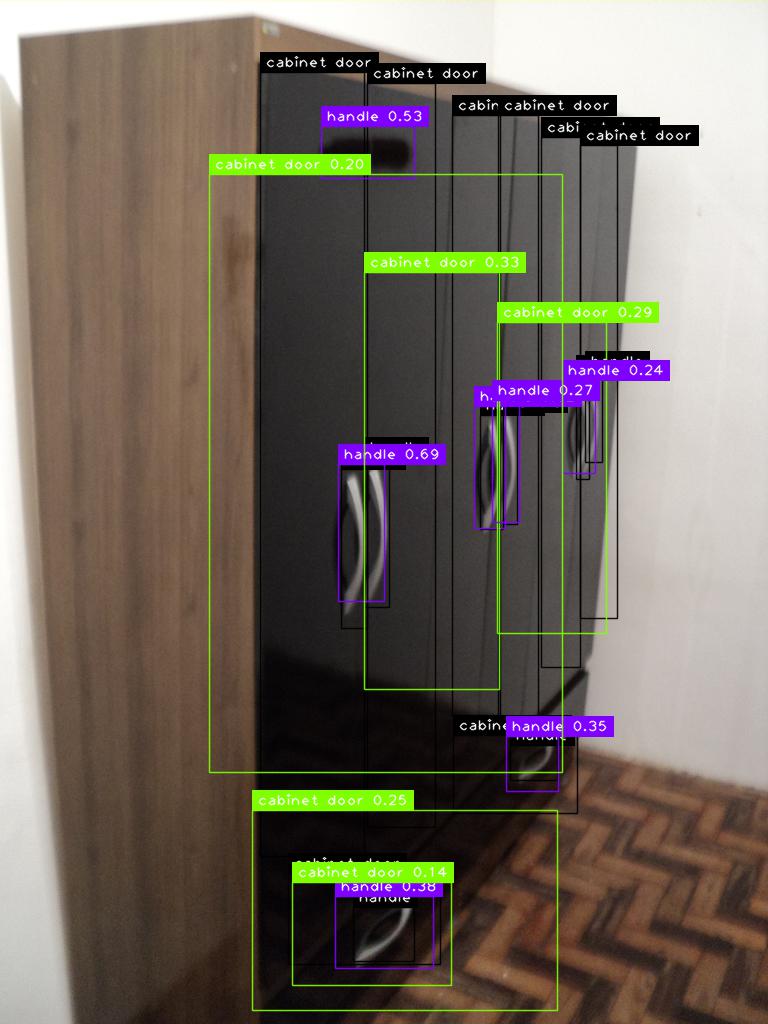 cabinet door
cabinet door
cabinet door
handle 0.53
cabinet door
cabinet door 0.20
cabinet door 0.33
cabinet door 0.29
handle 0.24
handle 0.27
handle 0.69
handle 0.35
cabinet door 0.25
cabinet door 0.14
handle 0.38
handle